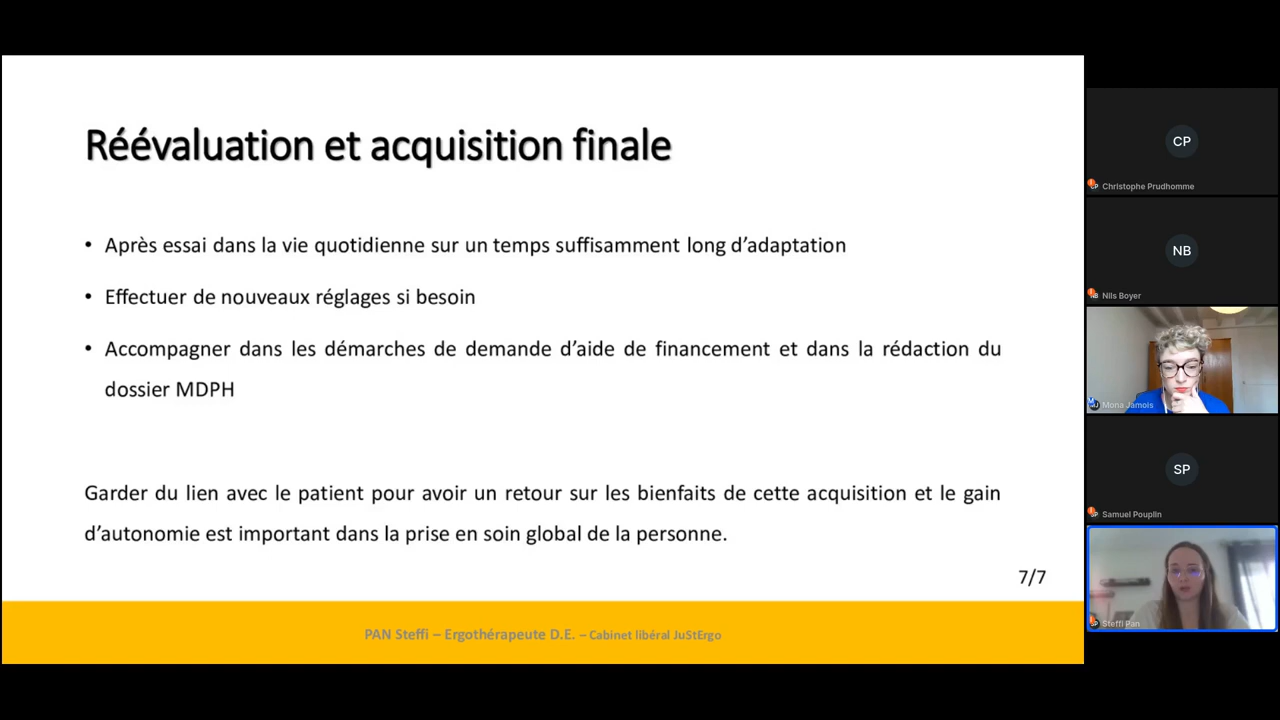 Réévaluation et acquisition finale
• Après essai dans la vie quotidienne sur un temps suffisamment long d’adaptation
• Effectuer de nouveaux réglages si besoin
• Accompagner dans les démarches de demande d’aide de financement et dans la rédaction du
dossier MDPH
Garder du lien avec le patient pour avoir un retour sur les bienfaits de cette acquisition et le gain
d’autonomie est important dans la prise en soin global de la personne.
7/7
PAN Steffi – Ergothérapeute D.E. – Cabinet libéral JuStErgo
CP
Christophe Prudhomme
NB
Nils Boyer
Mona Jamois
SP
Samuel Pouplin
Steffi Pan